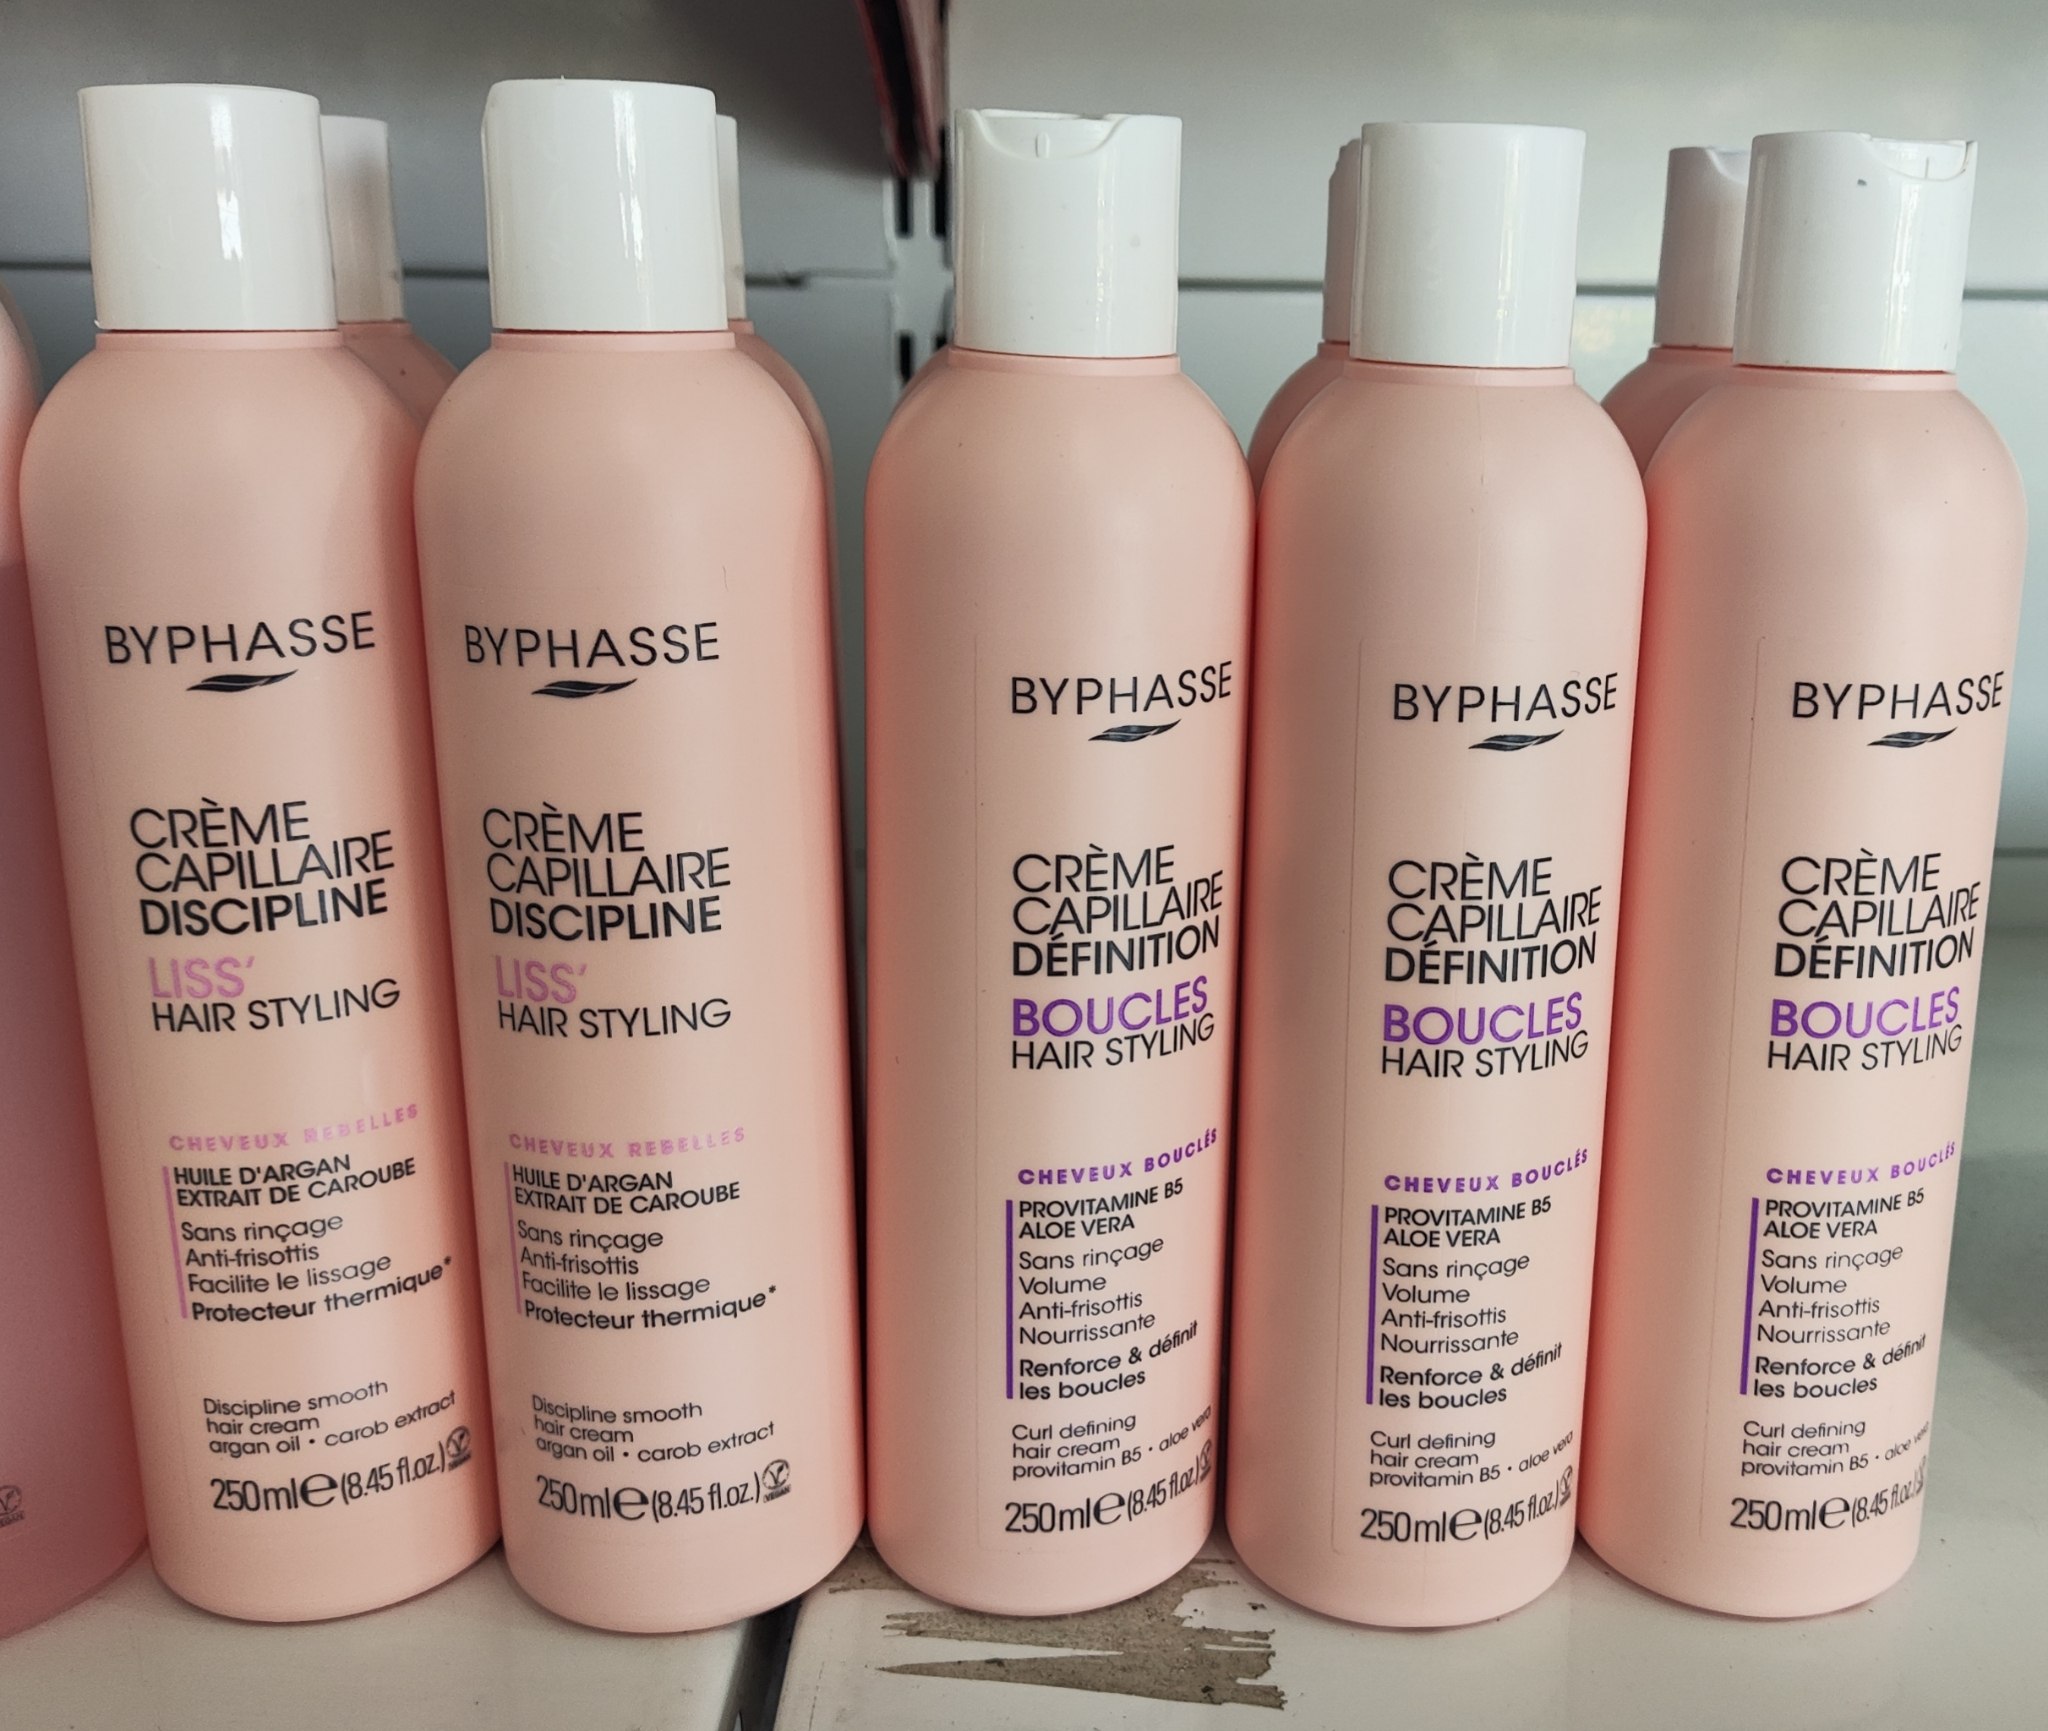 BYPHASSE
CRÈME
CAPILLAIRE
DISCIPLINE
LISS'
HAIR STYLING
CHEVEUX REBELLES
HUILE D'ARGAN
EXTRAIT DE CAROUBE
Sans rinçage
Anti-frisottis
Facilite le lissage
Protecteur thermique*
Discipline smooth
hair cream
argan oil • carob extract
250ml℮(8.45 fl.oz.)
VEGAN
BYPHASSE
CRÈME
CAPILLAIRE
DISCIPLINE
LISS'
HAIR STYLING
CHEVEUX REBELLES
HUILE D'ARGAN
EXTRAIT DE CAROUBE
Sans rinçage
Anti-frisottis
Facilite le lissage
Protecteur thermique*
Discipline smooth
hair cream
argan oil • carob extract
250ml℮(8.45 fl.oz.)
VEGAN
BYPHASSE
CRÈME
CAPILLAIRE
DÉFINITION
BOUCLES
HAIR STYLING
CHEVEUX BOUCLÉS
PROVITAMINE B5
ALOE VERA
Sans rinçage
Volume
Anti-frisottis
Nourrissante
Renforce & définit
les boucles
Curl defining
hair cream
provitamin B5 • aloe vera
250ml℮(8.45 fl.oz.)
BYPHASSE
CRÈME
CAPILLAIRE
DÉFINITION
BOUCLES
HAIR STYLING
CHEVEUX BOUCLÉS
PROVITAMINE B5
ALOE VERA
Sans rinçage
Volume
Anti-frisottis
Nourrissante
Renforce & définit
les boucles
Curl defining
hair cream
provitamin B5 • aloe vera
250ml℮(8.45 fl.oz.)
BYPHASSE
CRÈME
CAPILLAIRE
DÉFINITION
BOUCLES
HAIR STYLING
CHEVEUX BOUCLÉS
PROVITAMINE B5
ALOE VERA
Sans rinçage
Volume
Anti-frisottis
Nourrissante
Renforce & définit
les boucles
Curl defining
hair cream
provitamin B5 • aloe vera
250ml℮(8.45 fl.oz.)